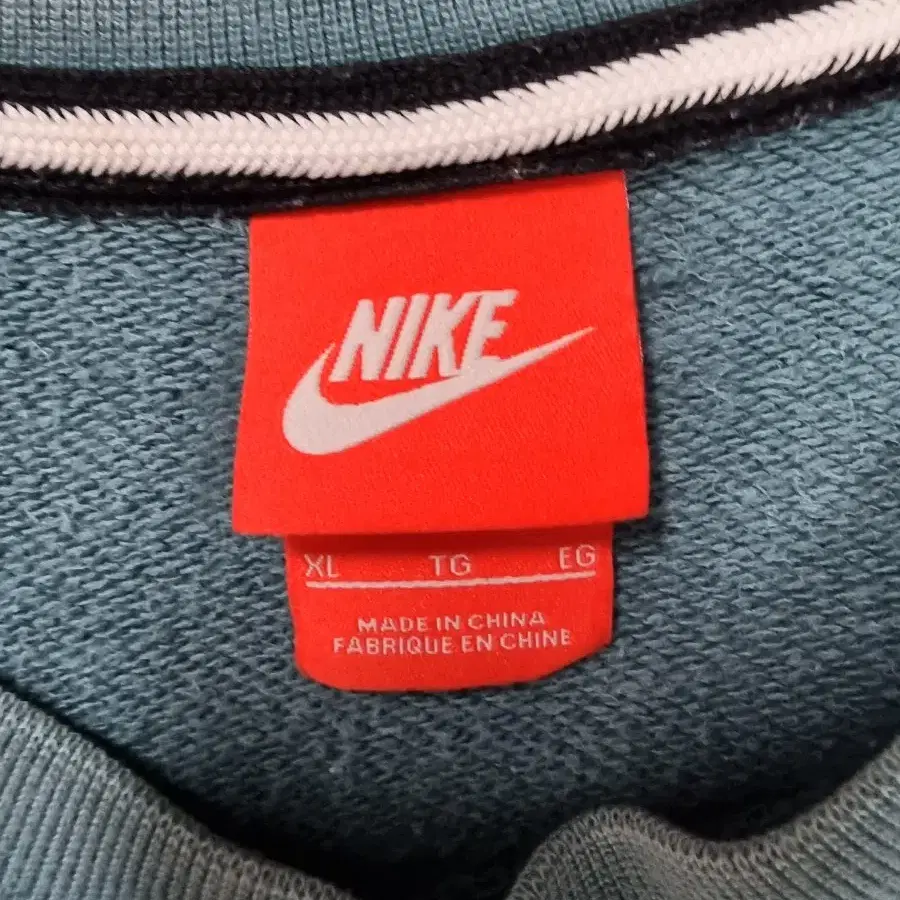 NIKE
XL TG EG
MADE IN CHINA
FABRIQUE EN CHINE